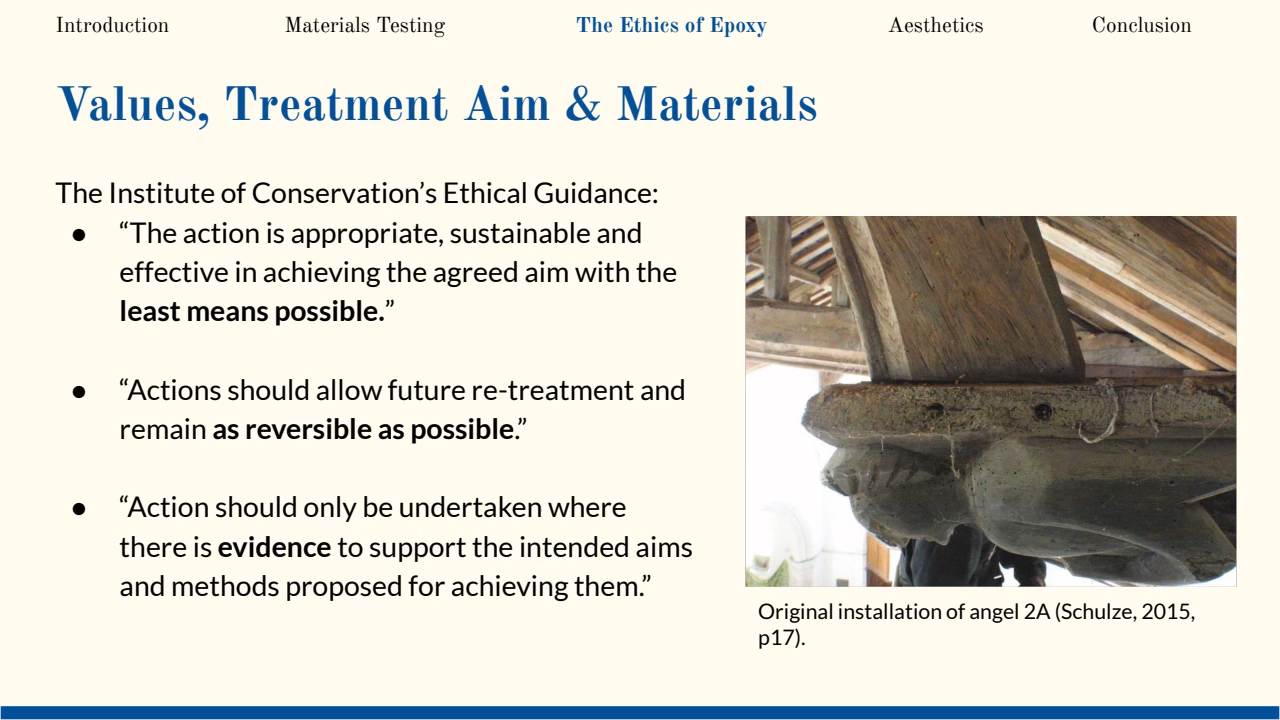 Introduction Materials Testing The Ethics of Epoxy Aesthetics Conclusion
Values, Treatment Aim & Materials
The Institute of Conservation’s Ethical Guidance:
● “The action is appropriate, sustainable and
effective in achieving the agreed aim with the
least means possible.”
● “Actions should allow future re-treatment and
remain as reversible as possible.”
● “Action should only be undertaken where
there is evidence to support the intended aims
and methods proposed for achieving them.”
Original installation of angel 2A (Schulze, 2015,
p17).